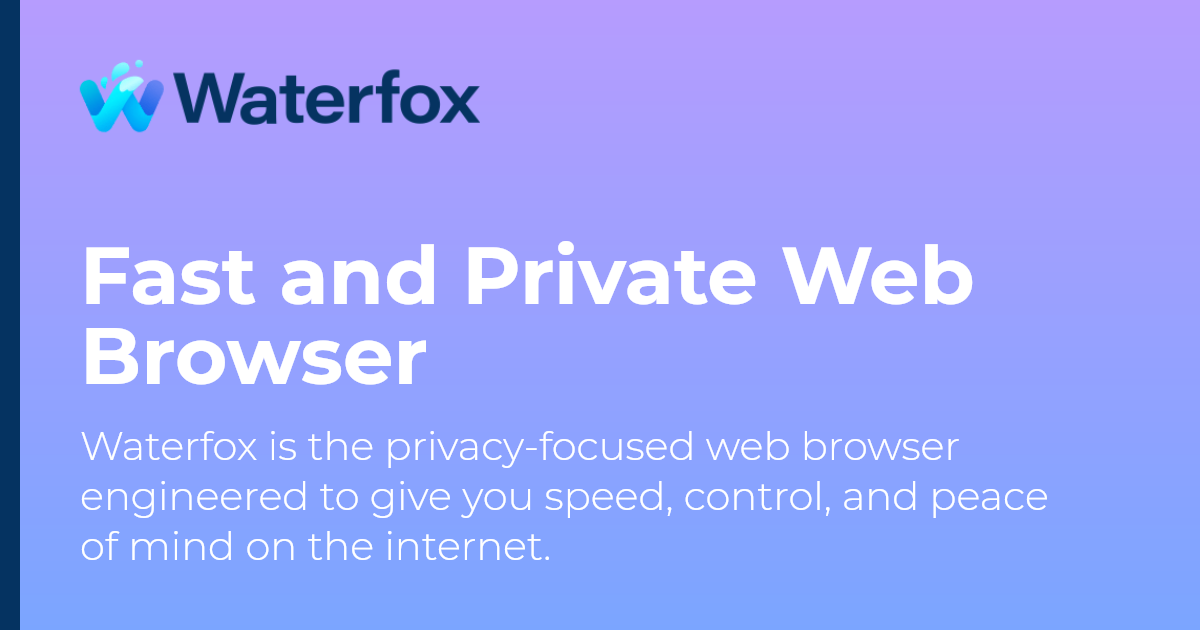 Waterfox
Fast and Private Web
Browser
Waterfox is the privacy-focused web browser
engineered to give you speed, control, and peace
of mind on the internet.